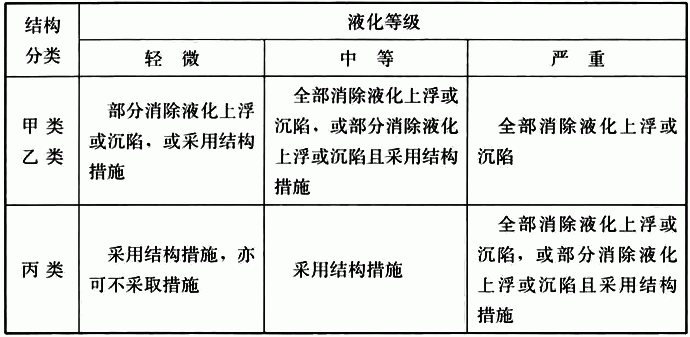 结构
分类
液化等级
轻 微
中 等
严 重
甲 类
乙 类
部分消除液化上浮
或沉陷，或采用结构
措施
全部消除液化上浮或
沉陷，或部分消除液化
上浮或沉陷且采用结构
措施
全部消除液化上浮或
沉陷
丙 类
采用结构措施，亦
可不采取措施
采用结构措施
全部消除液化上浮或
沉陷，或部分消除液化
上浮或沉陷且采用结构
措施